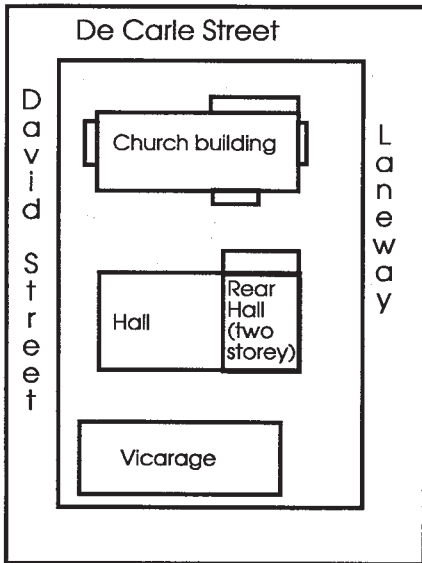 De Carle Street
David Street
Laneway
Church building
Hall
Rear
Hall
(two
storey)
Vicarage